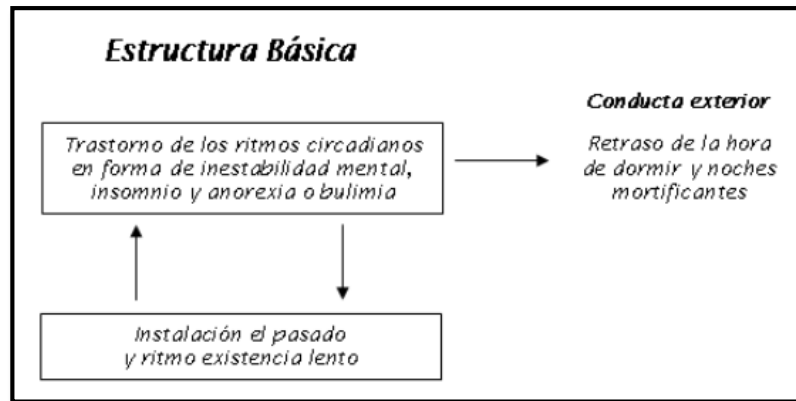 Estructura Básica
Conducta exterior
Trastorno de los ritmos circadianos
en forma de inestabilidad mental,
insomnio y anorexia o bulimia
Retraso de la hora
de dormir y noches
mortificantes
Instalación el pasado
y ritmo existencia lento